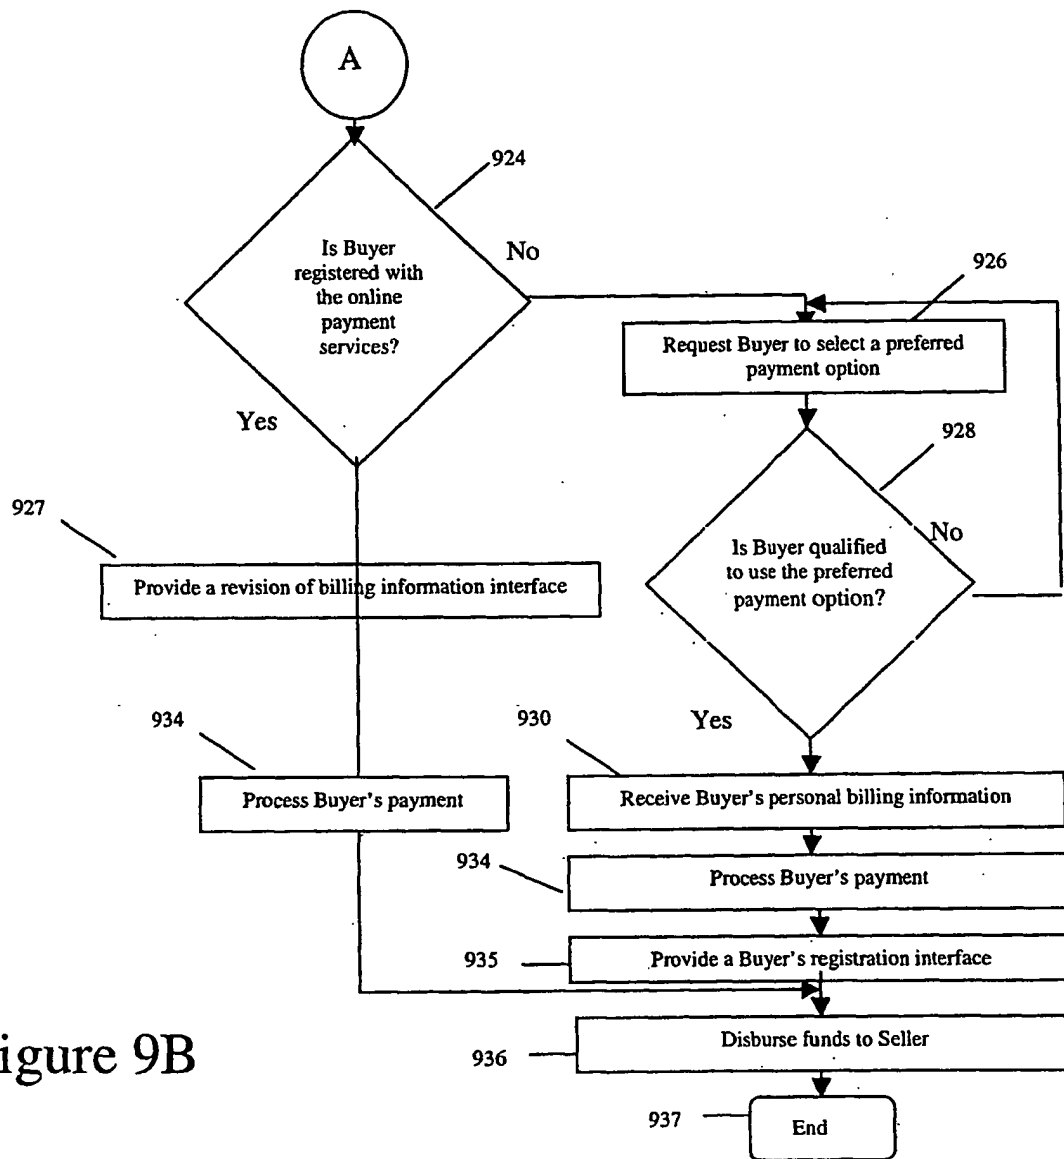 A
924
Is Buyer
registered with
the online
payment
services?
No
Yes
926
Request Buyer to select a preferred
payment option
928
Is Buyer qualified
to use the preferred
payment option?
No
Yes
927
Provide a revision of billing information interface
934
Process Buyer's payment
930
Receive Buyer's personal billing information
934
Process Buyer's payment
935
Provide a Buyer's registration interface
936
Disburse funds to Seller
937
End
igure 9B